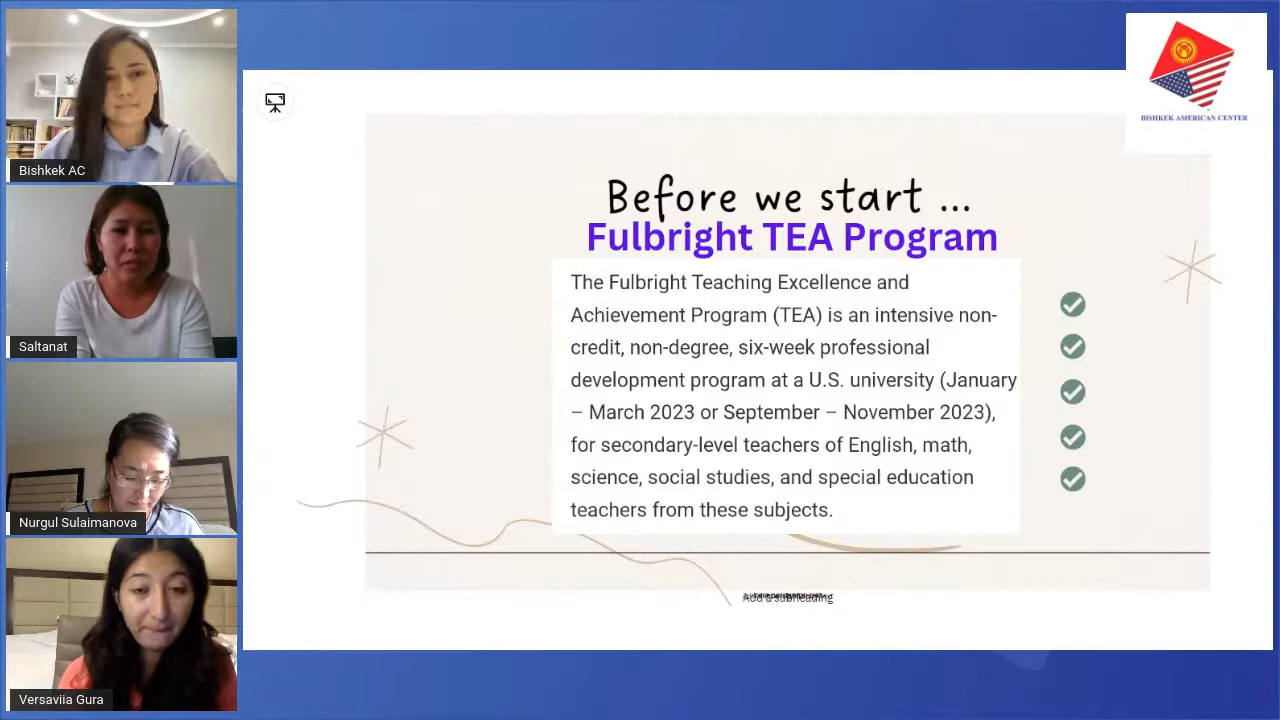 Bishkek AC
Saltanat
Nurgul Sulaimanova
Versaviia Gura
BISHKEK AMERICAN CENTER
Before we start ...
Fulbright TEA Program
The Fulbright Teaching Excellence and
Achievement Program (TEA) is an intensive non-
credit, non-degree, six-week professional
development program at a U.S. university (January
– March 2023 or September – November 2023),
for secondary-level teachers of English, math,
science, social studies, and special education
teachers from these subjects.
Add a subheading